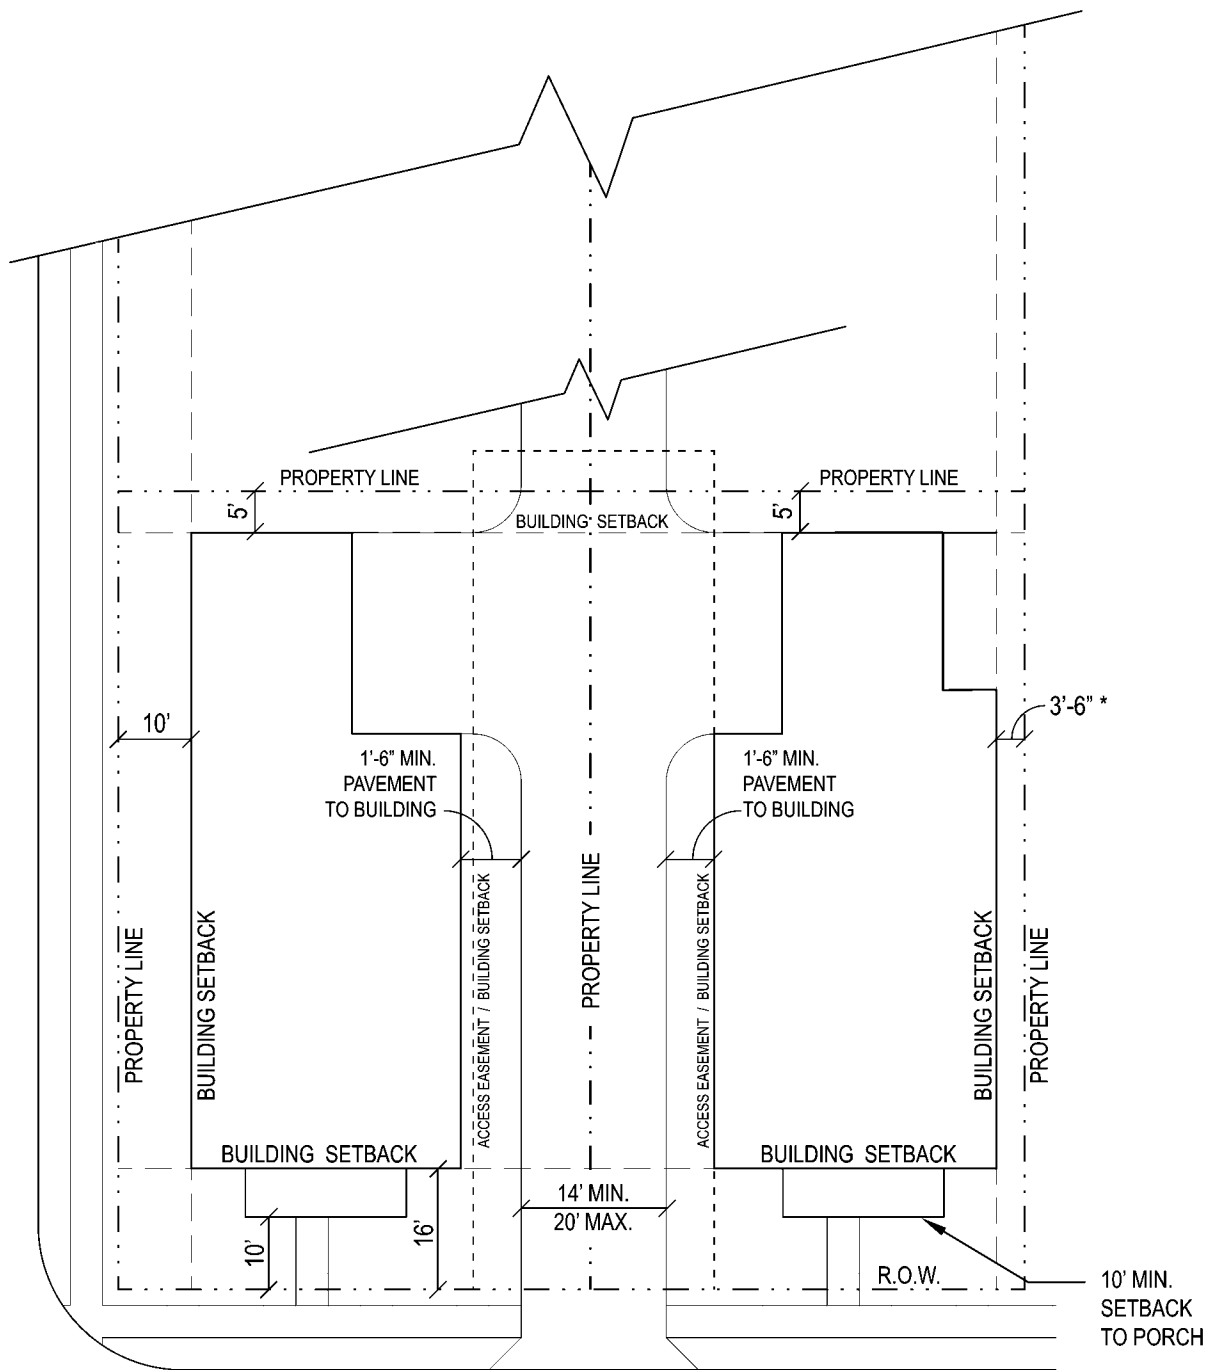 PROPERTY LINE
PROPERTY LINE
5'
5'
BUILDING SETBACK
10'
3'-6" *
1'-6" MIN.
PAVEMENT
TO BUILDING
1'-6" MIN.
PAVEMENT
TO BUILDING
PROPERTY LINE
BUILDING SETBACK
ACCESS EASEMENT / BUILDING SETBACK
PROPERTY LINE
ACCESS EASEMENT / BUILDING SETBACK
BUILDING SETBACK
PROPERTY LINE
BUILDING SETBACK
BUILDING SETBACK
14' MIN.
20' MAX.
10'
16'
R.O.W.
10' MIN.
SETBACK
TO PORCH